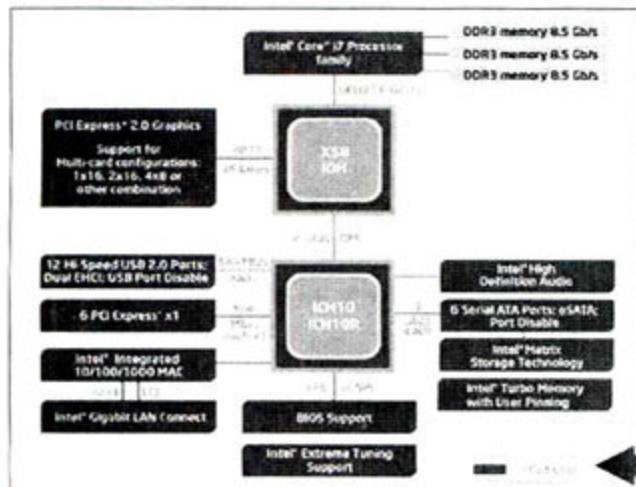 Intel® Core™ i7 Processor
family
DDR3 memory 8.5 Gb/s
DDR3 memory 8.5 Gb/s
DDR3 memory 8.5 Gb/s
PCI Express* 2.0 Graphics
Support for
Multi-card configurations:
1x16, 2x16, 4x8 or
other combination
X58
IOH
12 Hi-Speed USB 2.0 Ports;
Dual EHCI; USB Port Disable
6 PCI Express* x1
Intel® Integrated
10/100/1000 MAC
Intel® Gigabit LAN Connect
ICH10
ICH10R
Intel® High
Definition Audio
6 Serial ATA Ports; eSATA;
Port Disable
Intel® Matrix
Storage Technology
Intel® Turbo Memory
with User Pinning
BIOS Support
Intel® Extreme Tuning
Support